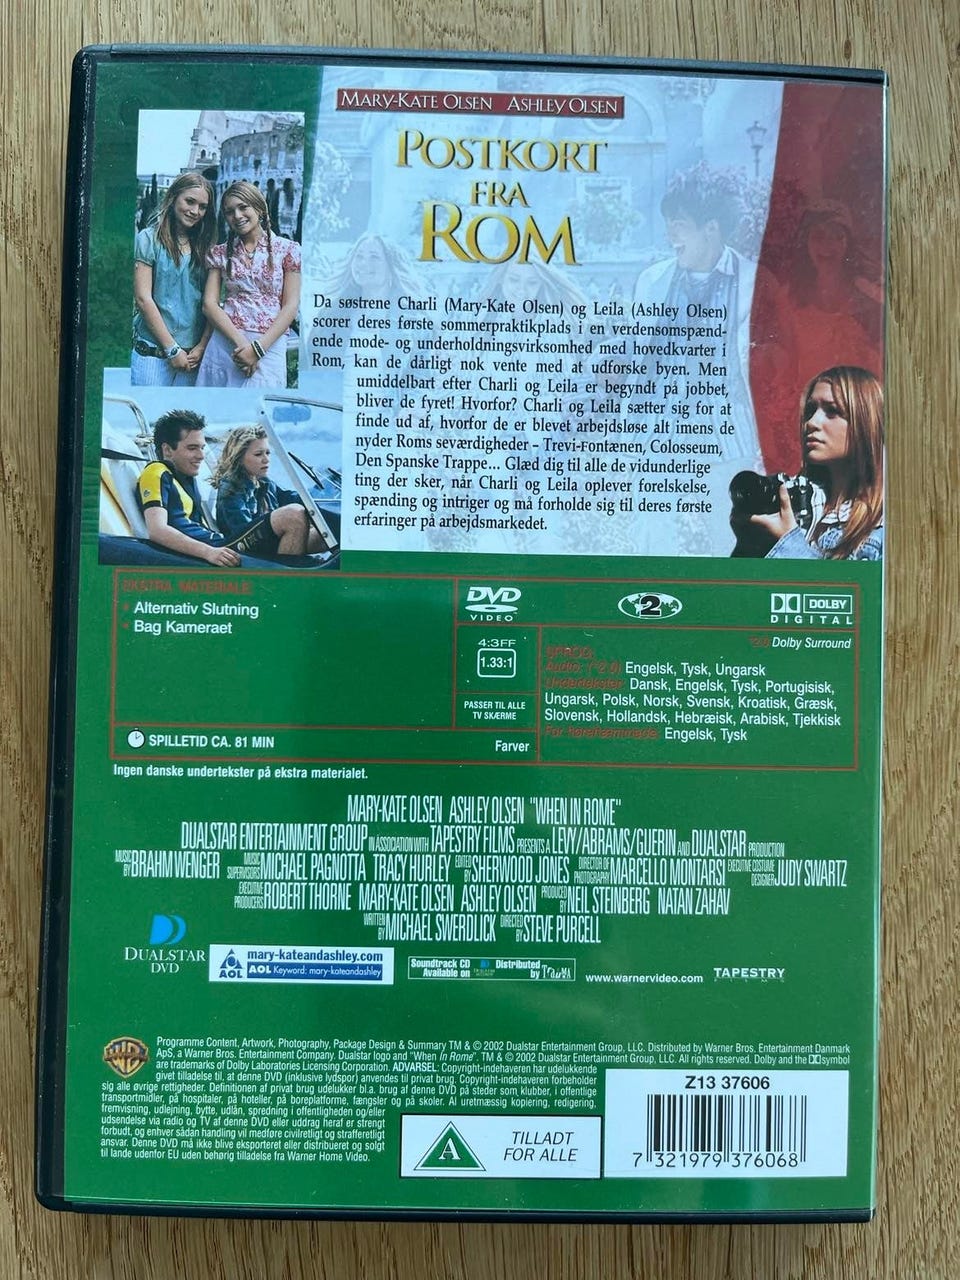 MARY-KATE OLSEN ASHLEY OLSEN
POSTKORT
FRA
ROM
Da søstrene Charli (Mary-Kate Olsen) og Leila (Ashley Olsen)
scorer deres første sommerpraktikplads i en verdensomspænd-
ende mode- og underholdningsvirksomhed med hovedkvarter i
Rom, kan de dårligt nok vente med at udforske byen. Men
umiddelbart efter Charli og Leila er begyndt på jobbet,
bliver de fyret! Hvorfor? Charli og Leila sætter sig for at
finde ud af, hvorfor de er blevet arbejdsløse alt imens de
nyder Roms seværdigheder – Trevi-Fontænen, Colosseum,
Den Spanske Trappe... Glæd dig til alle de vidunderlige
ting der sker, når Charli og Leila oplever forelskelse,
spænding og intriger og må forholde sig til deres første
erfaringer på arbejdsmarkedet.
EKSTRA MATERIALE:
• Alternativ Slutning
• Bag Kameraet
SPILLETID CA. 81 MIN
Farver
DVD
VIDEO
2
DOLBY
DIGITAL
4:3FF
1.33:1
PASSER TIL ALLE
TV SKÆRME
*2.0 Dolby Surround
SPROG:
Audio: (*2.0) Engelsk, Tysk, Ungarsk
Undertekster: Dansk, Engelsk, Tysk, Portugisisk,
Ungarsk, Polsk, Norsk, Svensk, Kroatisk, Græsk,
Slovensk, Hollandsk, Hebræisk, Arabisk, Tjekkisk
For hørehæmmede: Engelsk, Tysk
Ingen danske undertekster på ekstra materialet.
MARY-KATE OLSEN ASHLEY OLSEN "WHEN IN ROME"
DUALSTAR ENTERTAINMENT GROUP IN ASSOCIATION WITH TAPESTRY FILMS PRESENTS A LEVY/ABRAMS/GUERIN AND DUALSTAR PRODUCTION
MUSIC BY BRAHM WENGER MUSIC SUPERVISORS MICHAEL PAGNOTTA TRACY HURLEY EDITED BY SHERWOOD JONES DIRECTOR OF PHOTOGRAPHY MARCELLO MONTARSI EXECUTIVE COSTUME DESIGNER JUDY SWARTZ
EXECUTIVE PRODUCERS ROBERT THORNE MARY-KATE OLSEN ASHLEY OLSEN PRODUCED BY NEIL STEINBERG NATAN ZAHAV
WRITTEN BY MICHAEL SWERDLICK DIRECTED BY STEVE PURCELL
DUALSTAR
DVD
AOL
mary-kateandashley.com
AOL Keyword: mary-kateandashley
Soundtrack CD
Available on
Distributed
by Trauma
www.warnervideo.com
TAPESTRY
FILMS
WB
Programme Content, Artwork, Photography, Package Design & Summary TM & © 2002 Dualstar Entertainment Group, LLC. Distributed by Warner Bros. Entertainment Danmark
ApS, a Warner Bros. Entertainment Company. Dualstar logo and "When In Rome". TM & © 2002 Dualstar Entertainment Group, LLC. All rights reserved. Dolby and the symbol
are trademarks of Dolby Laboratories Licensing Corporation. ADVARSEL: Copyright-indehaveren har udelukkende
givet tilladelse til, at denne DVD (inklusive lydspor) anvendes til privat brug. Copyright-indehaveren forbeholder
sig alle øvrige rettigheder. Definitionen af privat brug udelukker bl.a. brug af denne DVD på steder som klubber, i offentlige
transportmidler, på hospitaler, på hoteller, på boreplatforme, fængsler og på skoler. Al uretmæssig kopiering, redigering,
fremvisning, udlejning, bytte, udlån, spredning i offentligheden og/eller
udsendelse via radio og TV af denne DVD eller uddrag heraf er strengt
forbudt, og enhver sådan handling vil medføre civilretligt og strafferetligt
ansvar. Denne DVD må ikke blive eksporteret eller distribueret og solgt
til lande udenfor EU uden behørig tilladelse fra Warner Home Video.
A
TILLADT
FOR ALLE
Z13 37606
7 321979 376068